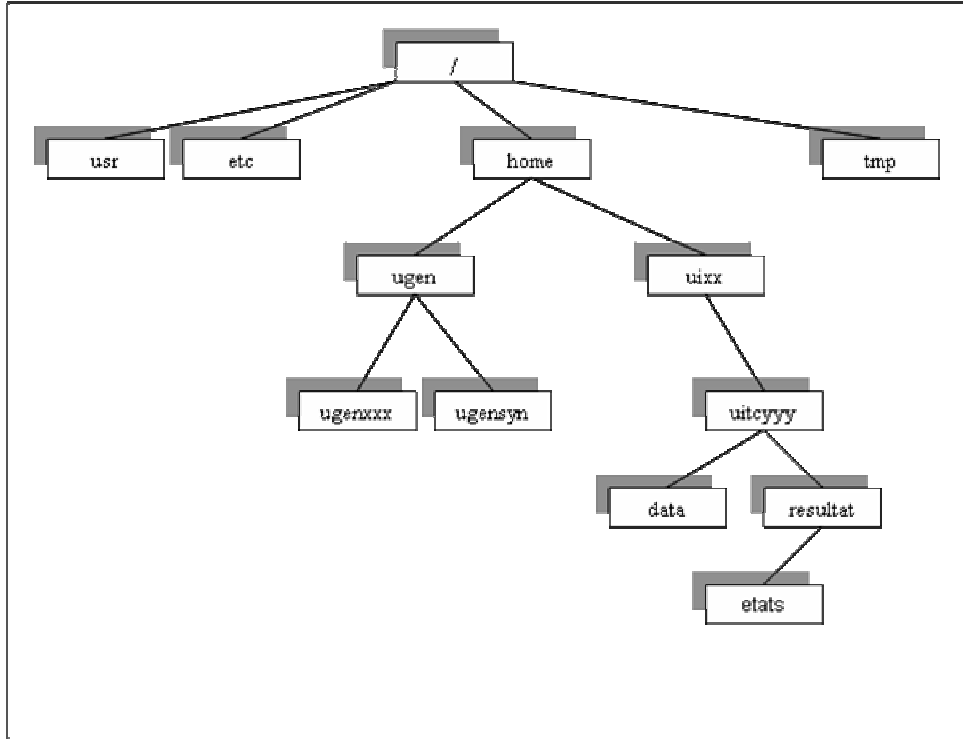 /
usr
etc
home
tmp
ugen
uixx
ugenxxx
ugensyn
uitcyyy
data
resultat
etats